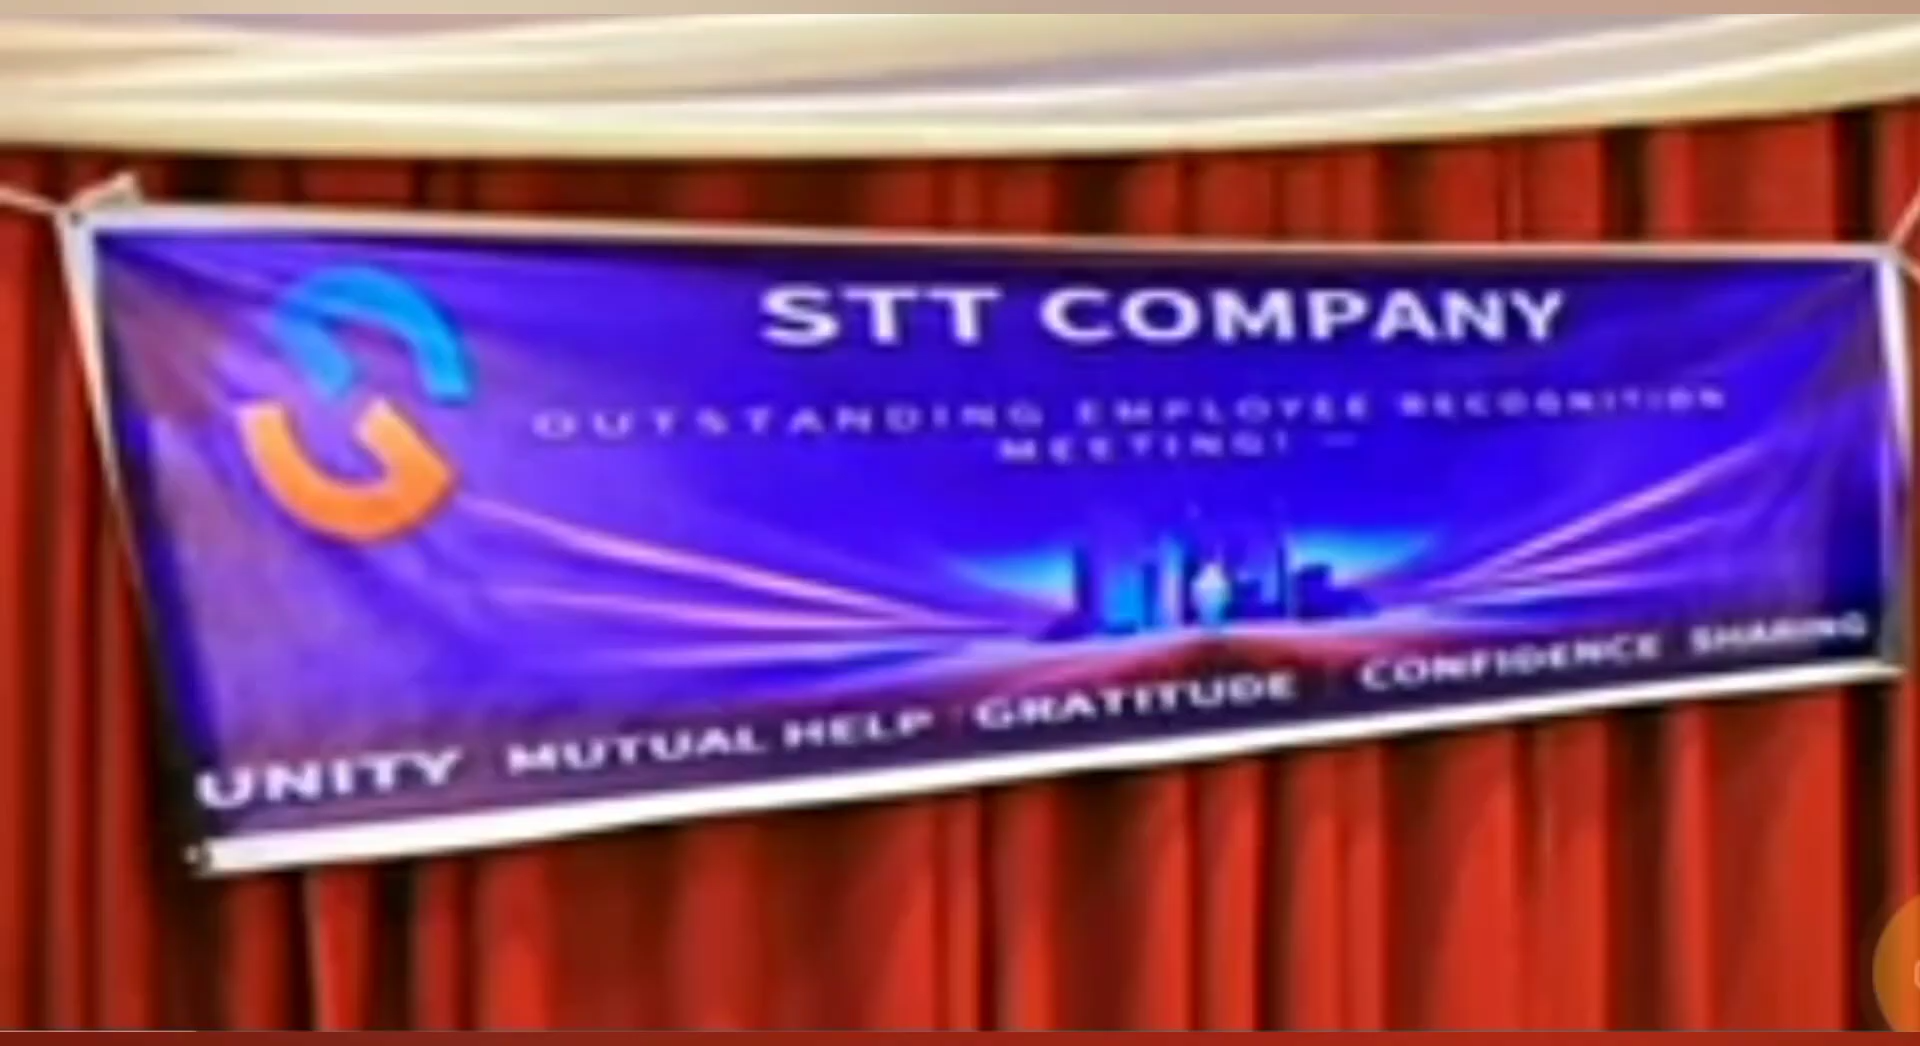 STT COMPANY
OUTSTANDING EMPLOYEE RECOGNITION
MEETING! —
UNITY MUTUAL HELP GRATITUDE CONFIDENCE SHARING